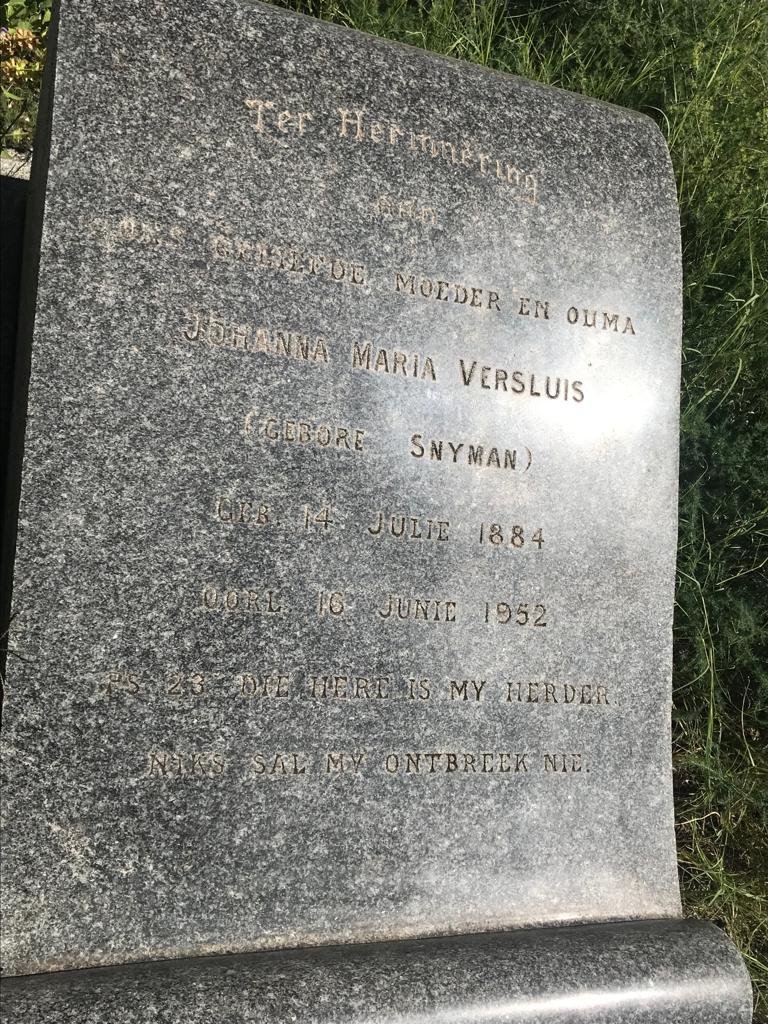 Ter Herinnering
aan
ONS GELIEFDE MOEDER EN OUMA
JOHANNA MARIA VERSLUIS
(GEBORE SNYMAN)
GEB. 14 JULIE 1884
OORL. 16 JUNIE 1952
PS 23 DIE HERE IS MY HERDER.
NIKS SAL MY ONTBREEK NIE.